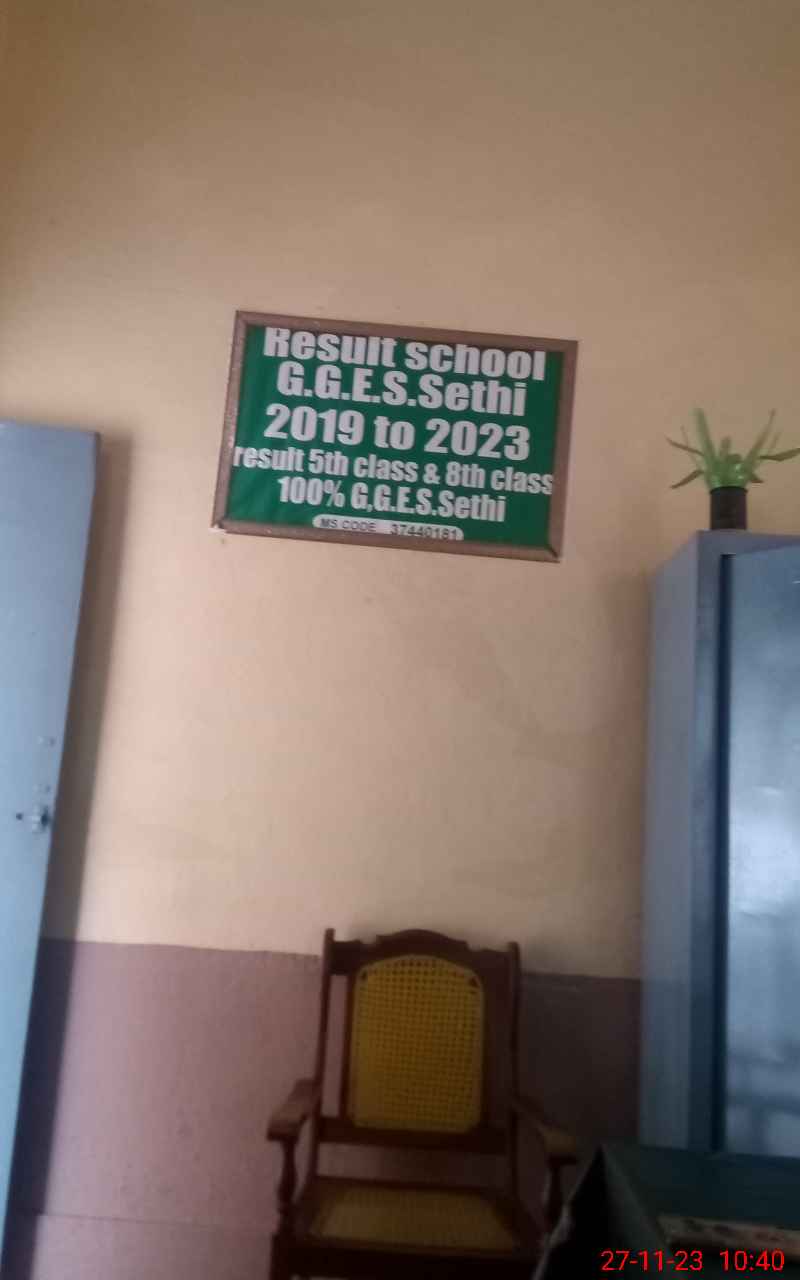 Result school
G.G.E.S.Sethi
2019 to 2023
result 5th class & 8th class
100% G,G.E.S.Sethi
MS CODE 37440161
27-11-23 10:40